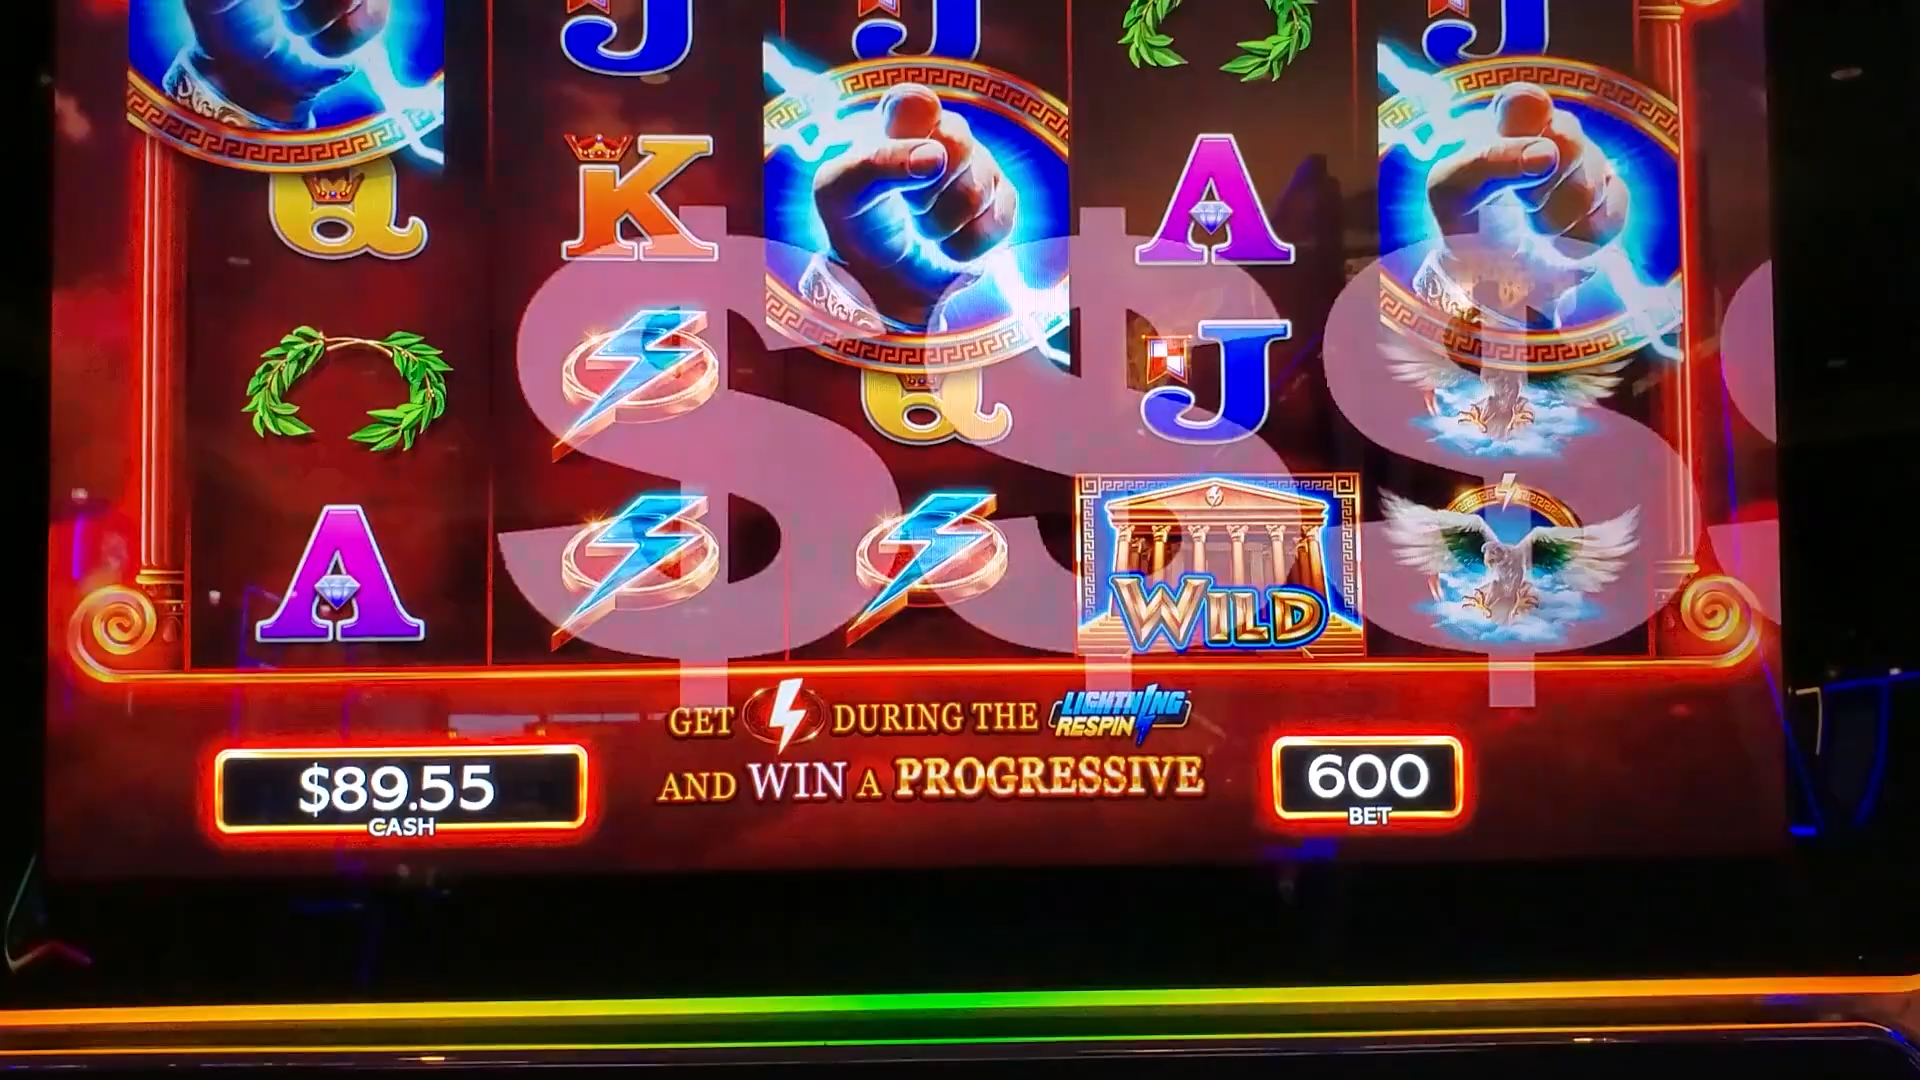 J J J
K
Q A
Q J
A WILD
$ $ $
GET DURING THE LIGHTNING RESPIN
AND WIN A PROGRESSIVE
$89.55
CASH
600
BET